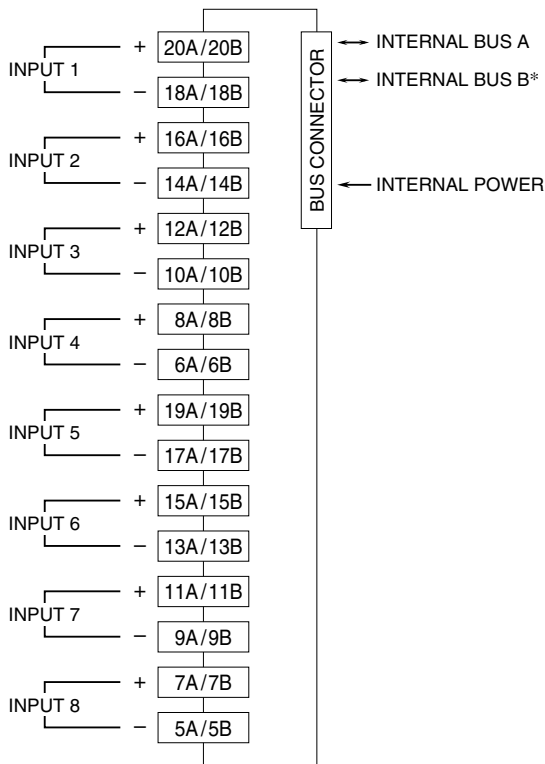 INPUT 1
+ 20A/20B
− 18A/18B
INPUT 2
+ 16A/16B
− 14A/14B
INPUT 3
+ 12A/12B
− 10A/10B
INPUT 4
+ 8A/8B
− 6A/6B
INPUT 5
+ 19A/19B
− 17A/17B
INPUT 6
+ 15A/15B
− 13A/13B
INPUT 7
+ 11A/11B
− 9A/9B
INPUT 8
+ 7A/7B
− 5A/5B
BUS CONNECTOR
INTERNAL BUS A
INTERNAL BUS B*
INTERNAL POWER